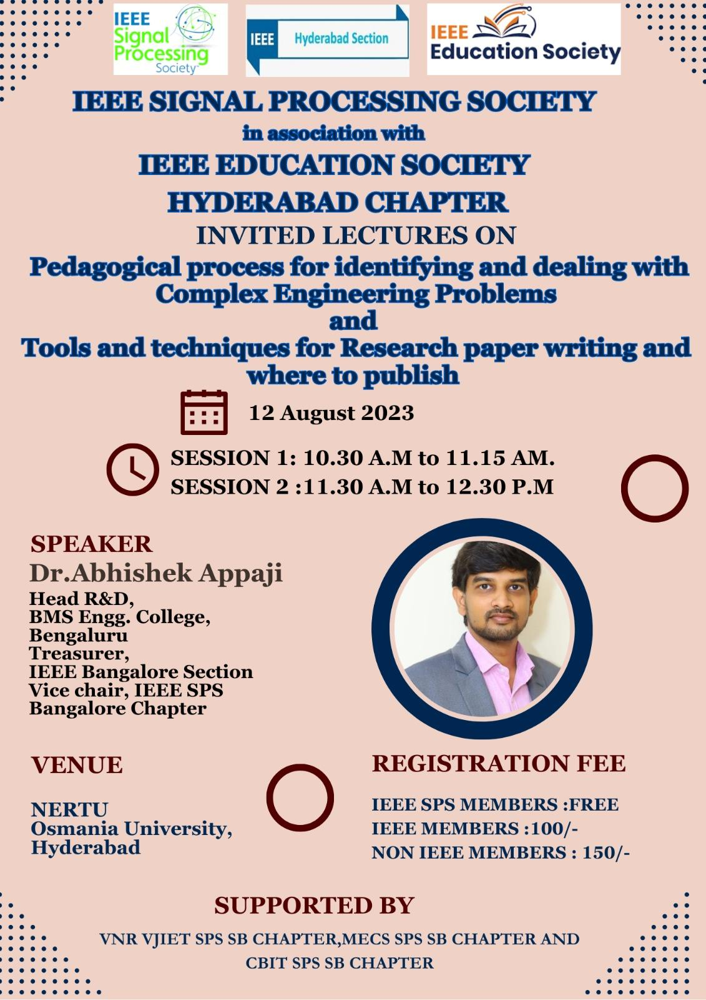 IEEE
Signal
Processing
Society
IEEE
Hyderabad Section
IEEE
Education Society
IEEE SIGNAL PROCESSING SOCIETY
in association with
IEEE EDUCATION SOCIETY
HYDERABAD CHAPTER
INVITED LECTURES ON
Pedagogical process for identifying and dealing with
Complex Engineering Problems
and
Tools and techniques for Research paper writing and
where to publish
12 August 2023
SESSION 1: 10.30 A.M to 11.15 AM.
SESSION 2 :11.30 A.M to 12.30 P.M
SPEAKER
Dr.Abhishek Appaji
Head R&D,
BMS Engg. College,
Bengaluru
Treasurer,
IEEE Bangalore Section
Vice chair, IEEE SPS
Bangalore Chapter
VENUE
NERTU
Osmania University,
Hyderabad
REGISTRATION FEE
IEEE SPS MEMBERS :FREE
IEEE MEMBERS :100/-
NON IEEE MEMBERS : 150/-
SUPPORTED BY
VNR VJIET SPS SB CHAPTER,MECS SPS SB CHAPTER AND
CBIT SPS SB CHAPTER